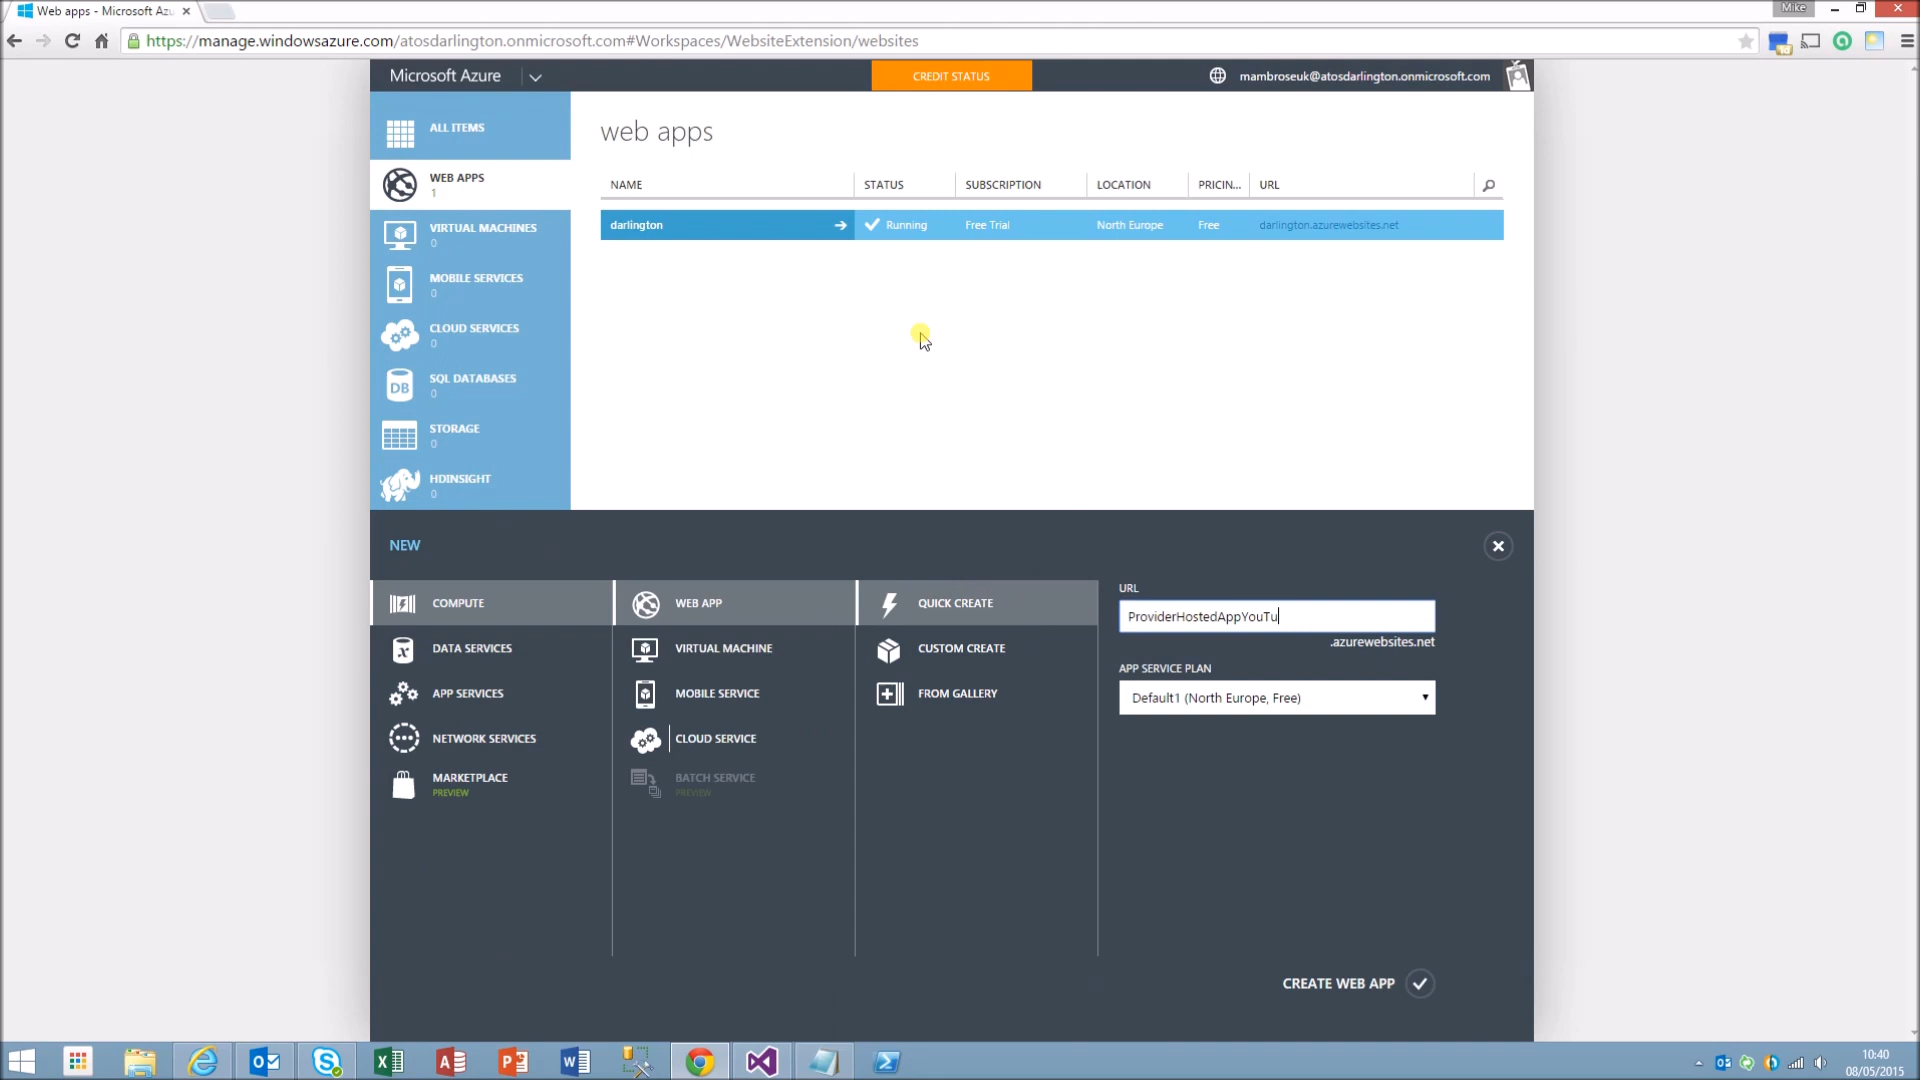 Web apps - Microsoft Azu
Mike
https://manage.windowsazure.com/atosdarlington.onmicrosoft.com#Workspaces/WebsiteExtension/websites
Microsoft Azure
CREDIT STATUS
mambroseuk@atosdarlington.onmicrosoft.com
ALL ITEMS
WEB APPS
1
VIRTUAL MACHINES
0
MOBILE SERVICES
0
CLOUD SERVICES
0
SQL DATABASES
0
DB
STORAGE
0
HDINSIGHT
0
web apps
NAME STATUS SUBSCRIPTION LOCATION PRICIN... URL
darlington Running Free Trial North Europe Free darlington.azurewebsites.net
NEW
COMPUTE
DATA SERVICES
APP SERVICES
NETWORK SERVICES
MARKETPLACE
PREVIEW
WEB APP
VIRTUAL MACHINE
MOBILE SERVICE
CLOUD SERVICE
BATCH SERVICE
PREVIEW
QUICK CREATE
CUSTOM CREATE
FROM GALLERY
URL
ProviderHostedAppYouTu
.azurewebsites.net
APP SERVICE PLAN
Default1 (North Europe, Free)
CREATE WEB APP
10:40
08/05/2015